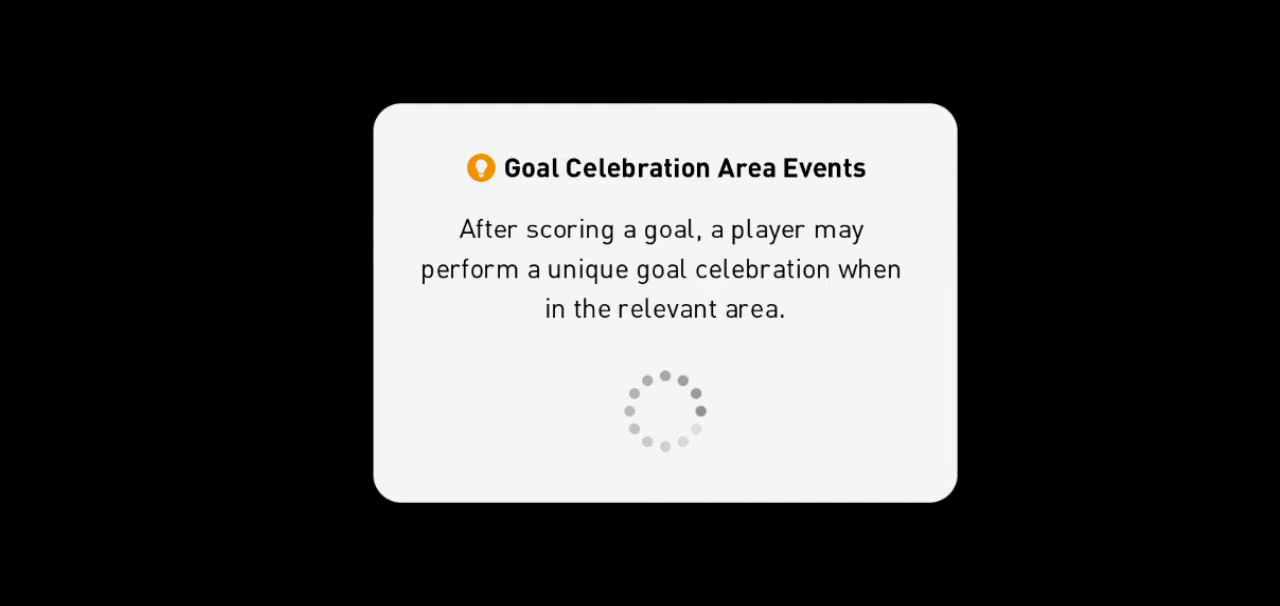 Goal Celebration Area Events
After scoring a goal, a player may
perform a unique goal celebration when
in the relevant area.